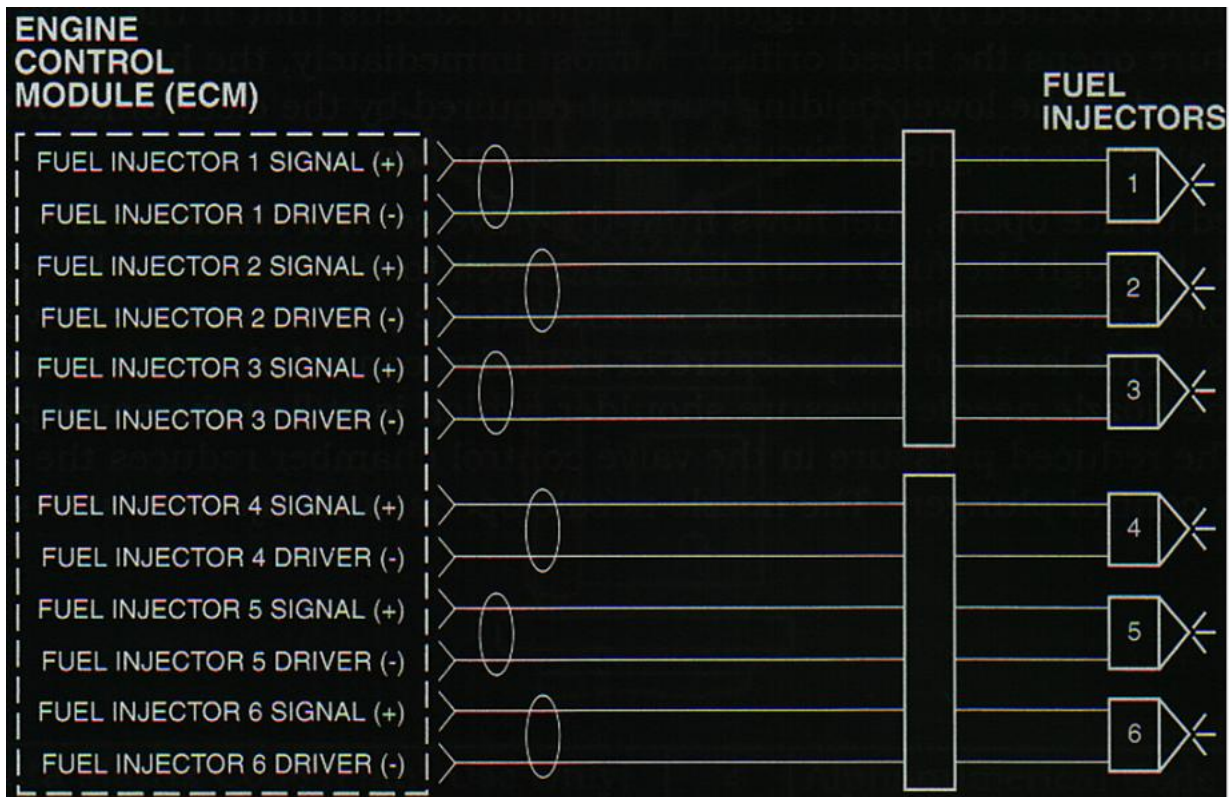 ENGINE
CONTROL
MODULE (ECM)
FUEL
INJECTORS
FUEL INJECTOR 1 SIGNAL (+)
1
FUEL INJECTOR 1 DRIVER (-)
FUEL INJECTOR 2 SIGNAL (+)
2
FUEL INJECTOR 2 DRIVER (-)
FUEL INJECTOR 3 SIGNAL (+)
3
FUEL INJECTOR 3 DRIVER (-)
FUEL INJECTOR 4 SIGNAL (+)
4
FUEL INJECTOR 4 DRIVER (-)
FUEL INJECTOR 5 SIGNAL (+)
5
FUEL INJECTOR 5 DRIVER (-)
FUEL INJECTOR 6 SIGNAL (+)
6
FUEL INJECTOR 6 DRIVER (-)